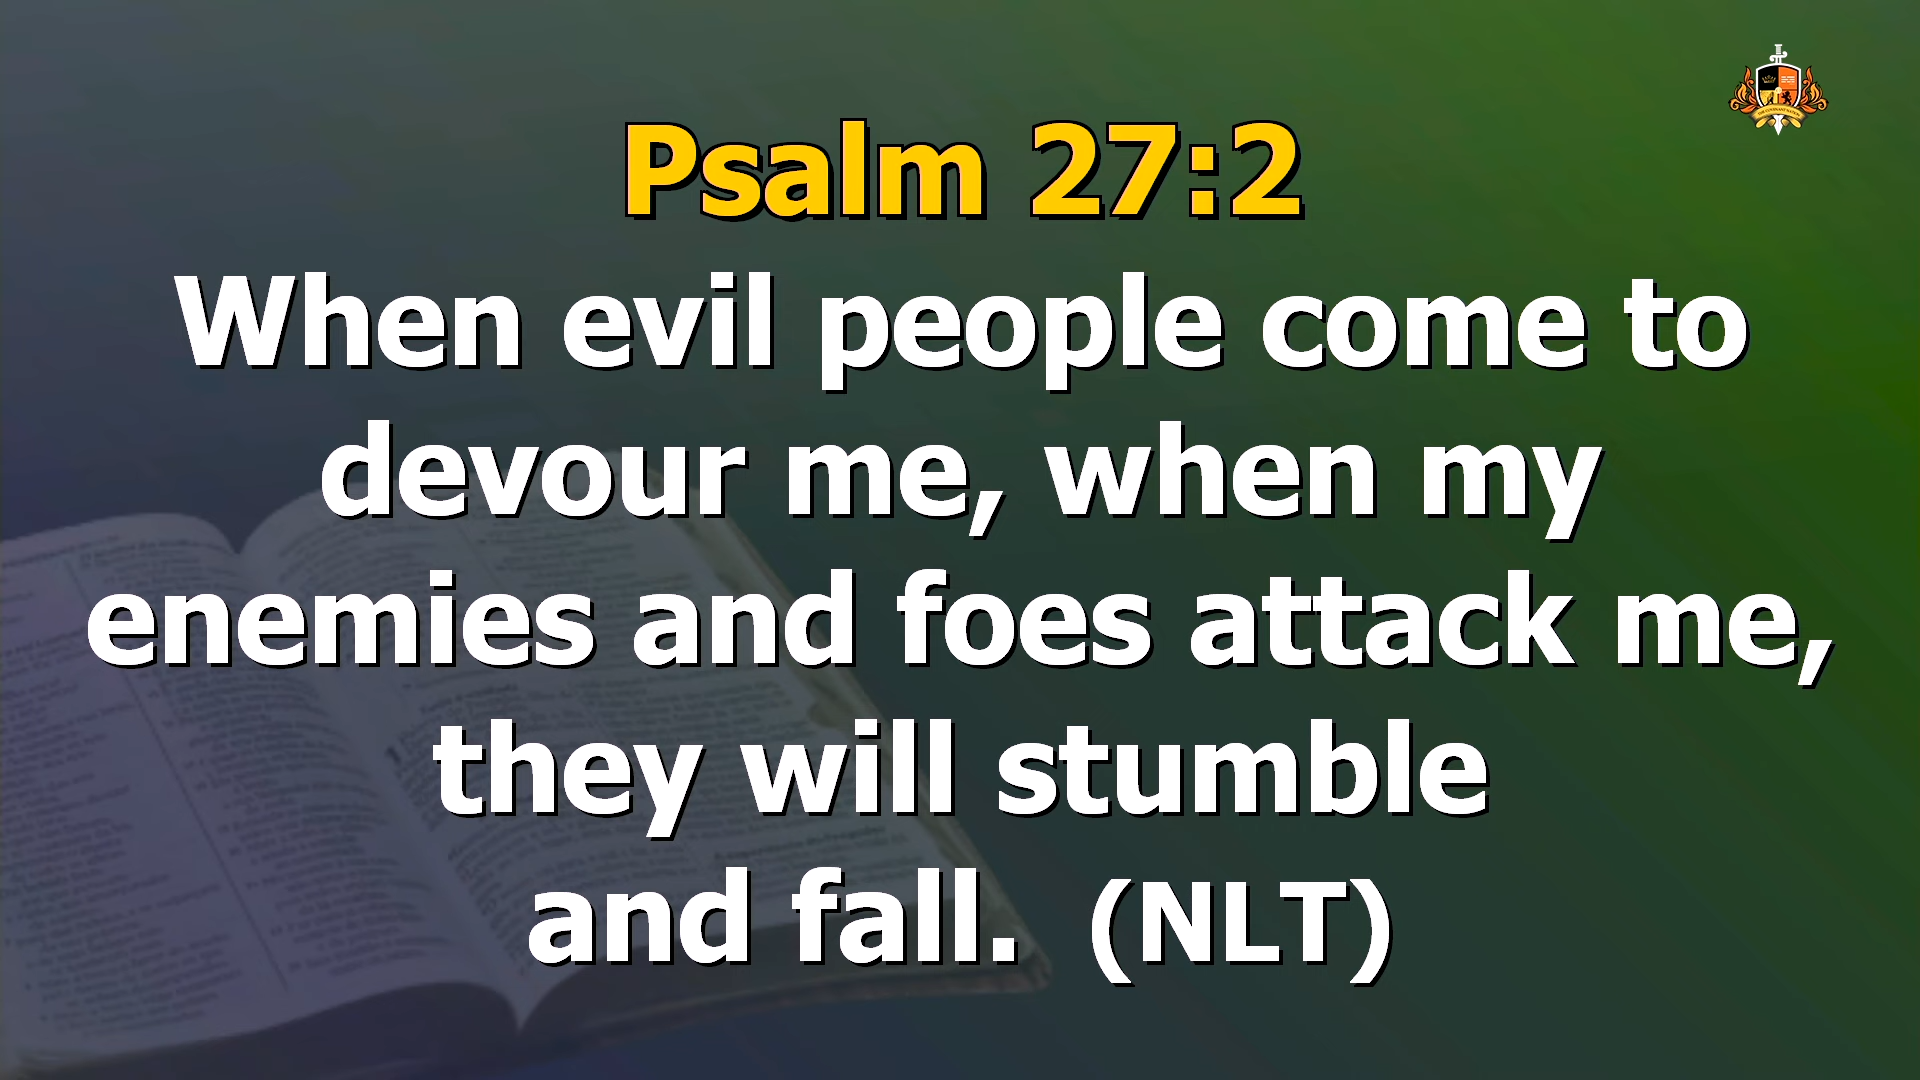 Psalm 27:2
When evil people come to
devour me, when my
enemies and foes attack me,
they will stumble
and fall. (NLT)